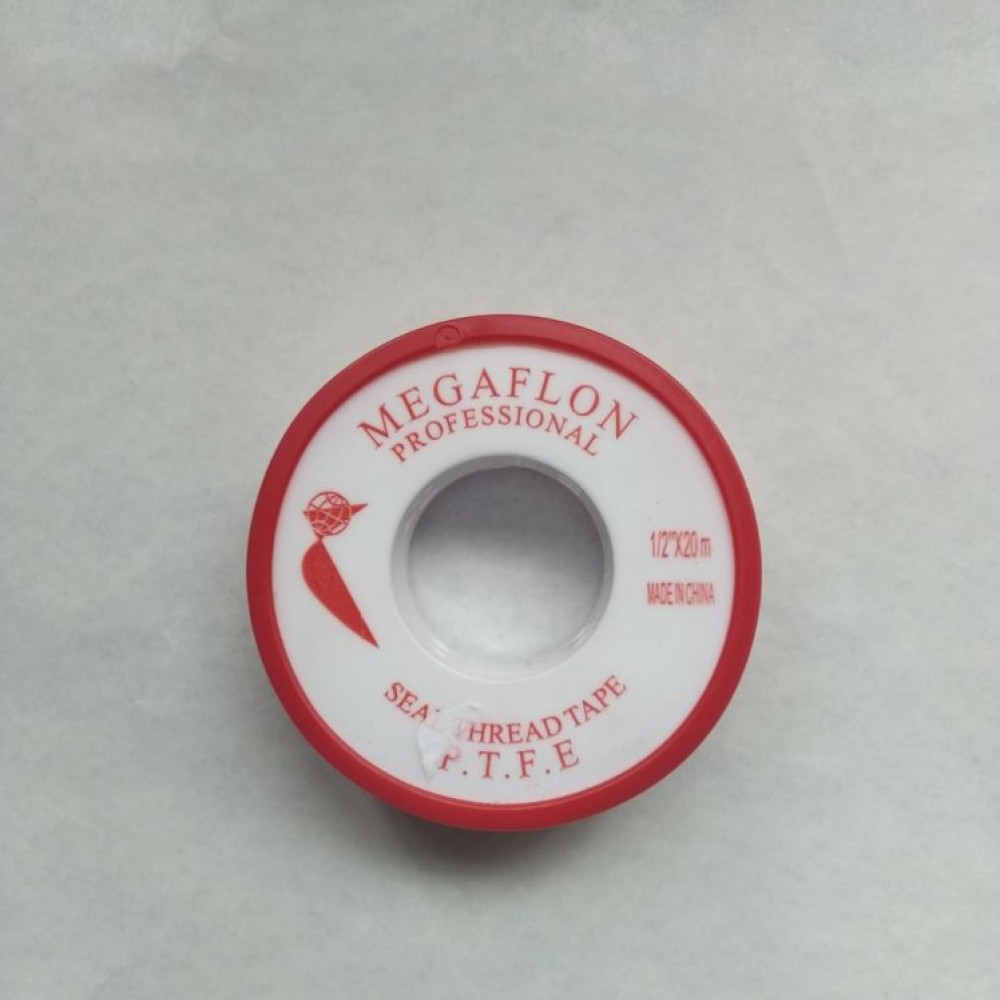 MEGAFLON
PROFESSIONAL
1/2"X20 m
MADE IN CHINA
THREAD TAPE
P.T.F.E